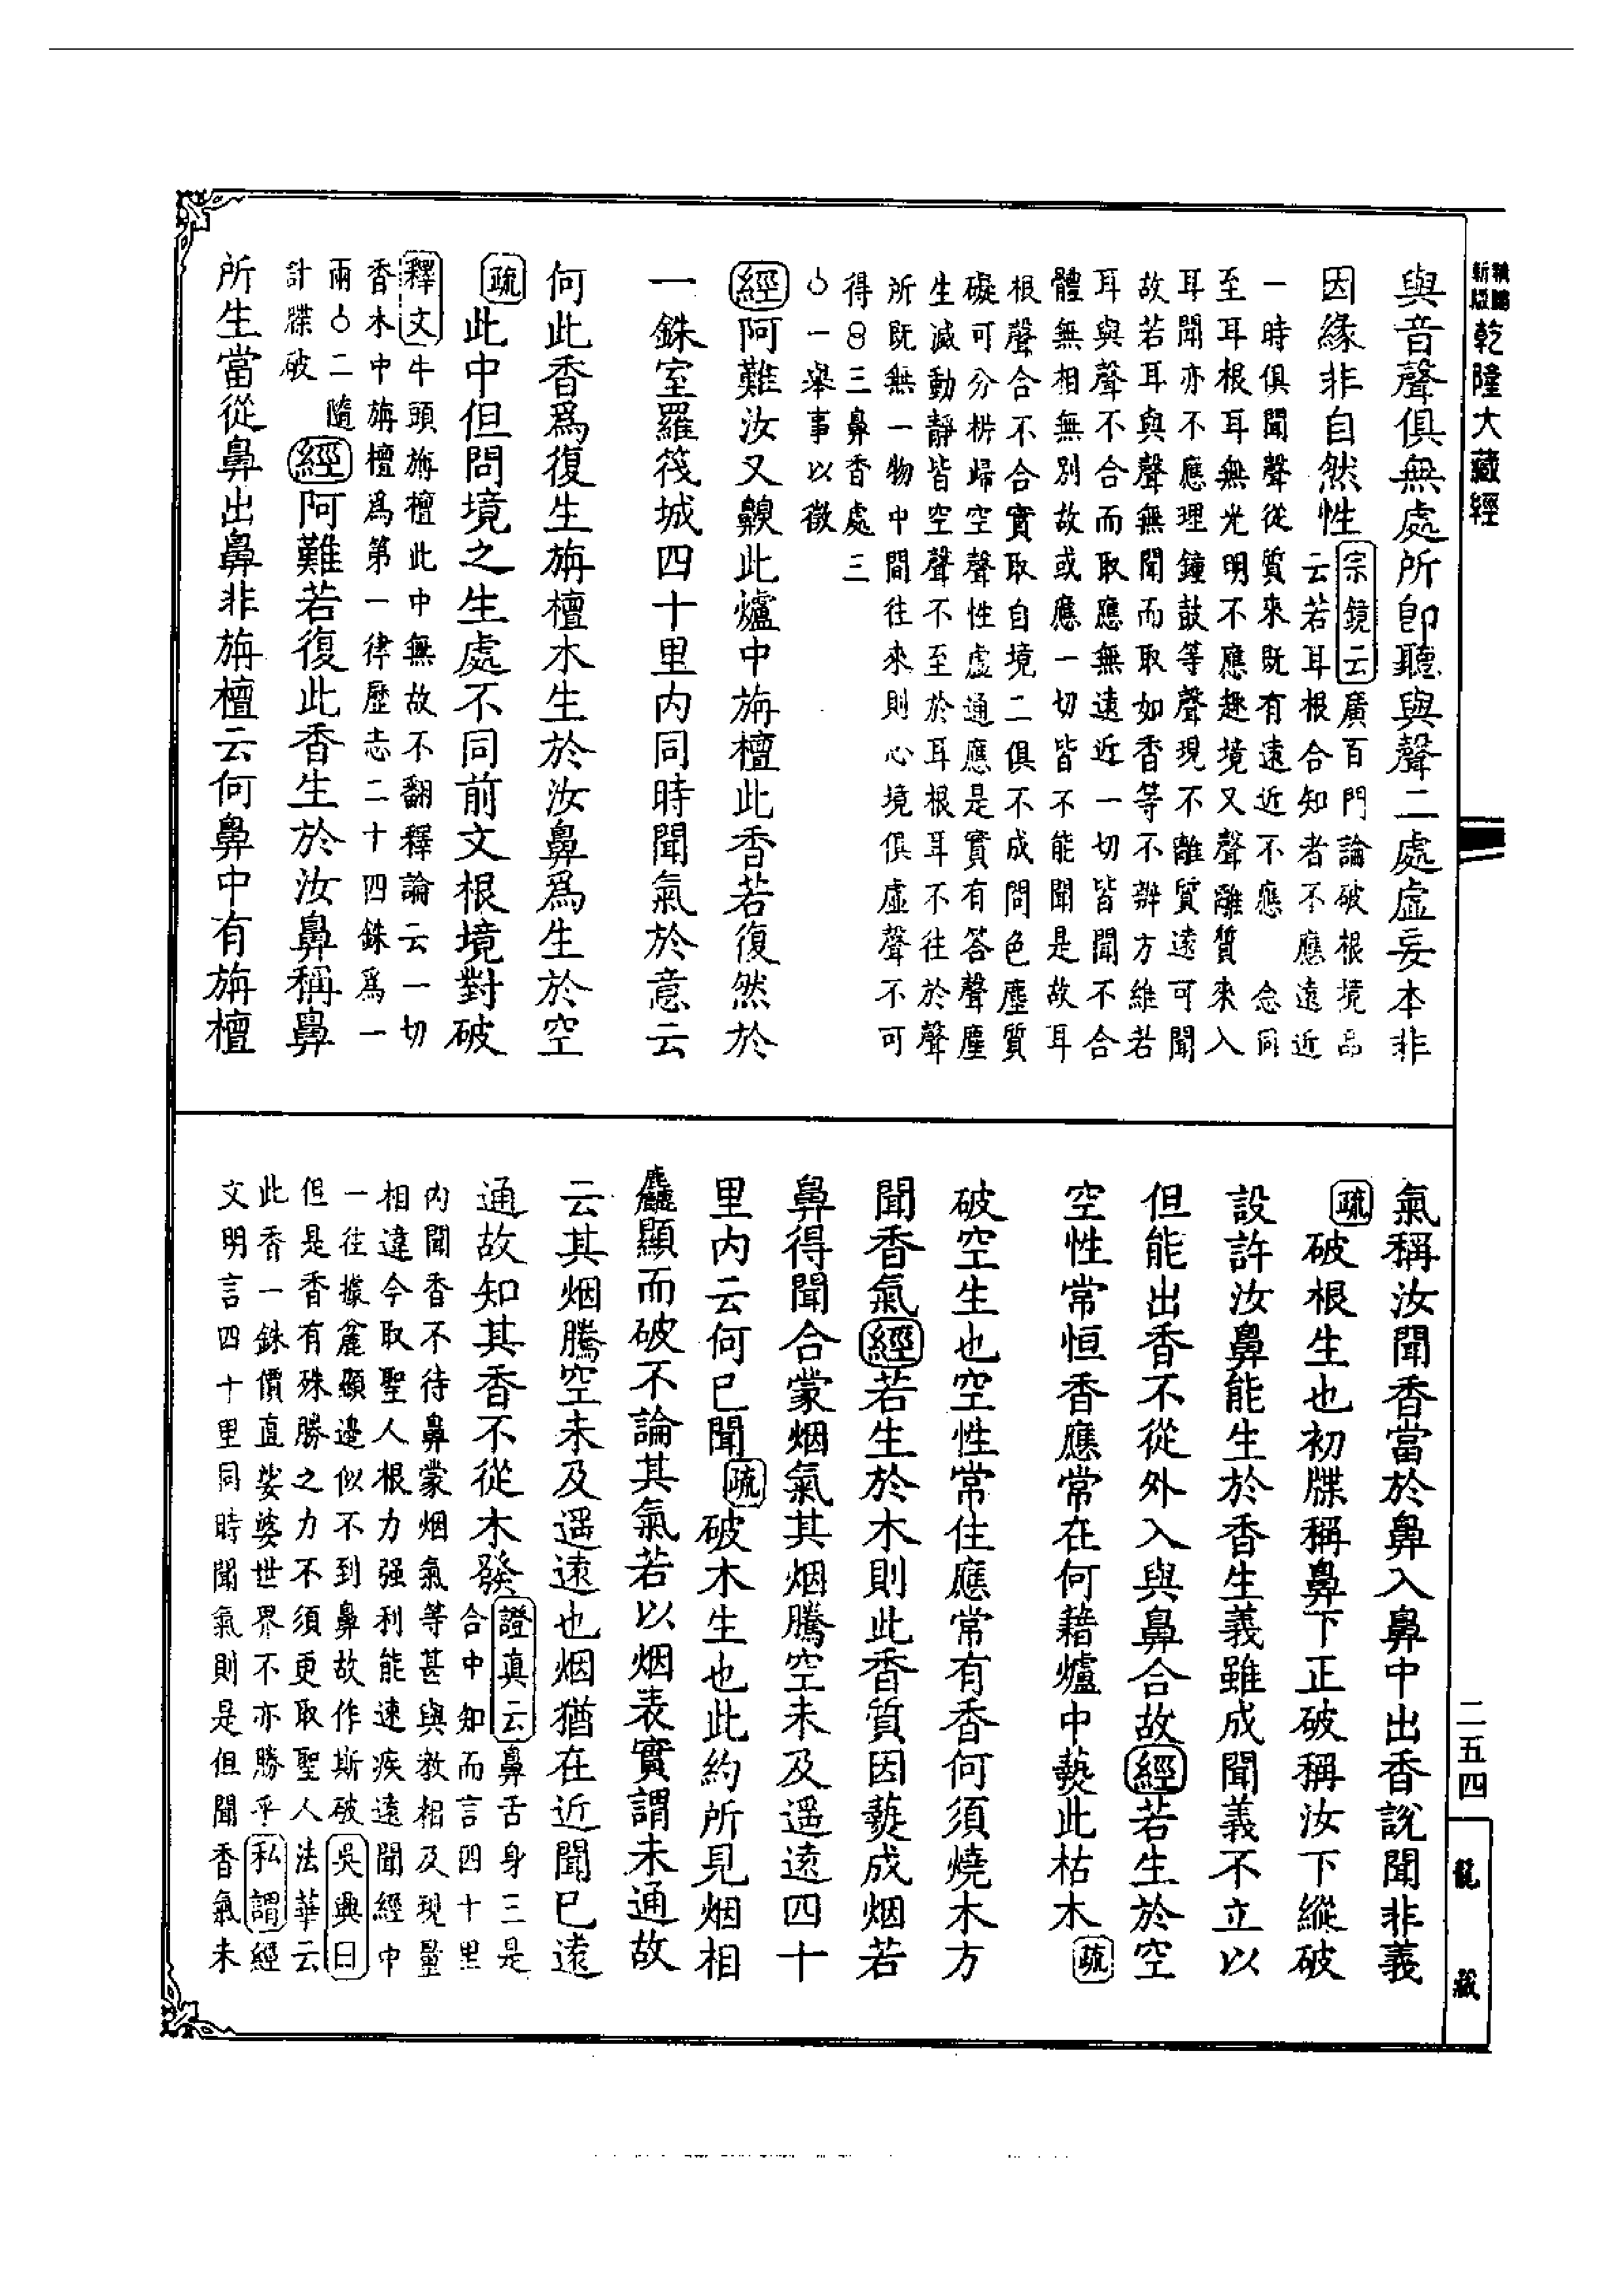 新版
乾隆大藏經
與音聲俱無處所卽聽與聲二處虛妄本非
因緣非自然性
宗鏡云廣百門論破根境品
云若耳根合知者不應遠近
一時俱聞聲從質來既有遠近不應念同
至耳根耳無光明不應趣境又聲離質來入
耳聞亦不應理鐘鼓等聲現不離質遠可聞
故若耳與聲無聞而取如香等不辨方維若
耳與聲不合而取應無遠近一切皆聞不合
體無相無別故或應一切皆不能聞是故耳
根聲合不合實取自境二俱不成問色塵質
礙可分析歸空聲性虛通應是實有答聲塵
生滅動靜皆空聲不至於耳根耳不往於聲
所既無一物中間往來則心境俱虛聲不可
得三鼻香處三
一舉事以徵
經阿難汝又齅此爐中旃檀此香若復然於
一銖室羅筏城四十里内同時聞氣於意云
何此香爲復生旃檀木生於汝鼻爲生於空
疏此中但問境之生處不同前文根境對破
釋文牛頭旃檀此中無故不翻釋論云一切
香木中旃檀爲第一律歷志二十四銖爲一
兩二隨
計牒破
經阿難若復此香生於汝鼻稱鼻
所生當從鼻出鼻非旃檀云何鼻中有旃檀
氣稱汝聞香當於鼻入鼻中出香說聞非義
疏破根生也初牒稱鼻下正破稱汝下縱破
設許汝鼻能生於香生義雖成聞義不立以
但能出香不從外入與鼻合故經若生於空
空性常恒香應常在何藉爐中爇此枯木疏
破空生也空性常住應常有香何須燒木方
聞香氣經若生於木則此香質因爇成烟若
鼻得聞合蒙烟氣其烟騰空未及遥遠四十
里内云何已聞疏破木生也此約所見烟相
麤顯而破不論其氣若以烟表實謂未通故
云其烟騰空未及遥遠也烟猶在近聞已遠
通故知其香不從木發
證真云鼻舌身三是
合中知而言四十里
内聞香不待鼻蒙烟氣等甚與教相及現量
相違今取聖人根力强利能速疾遠聞經中
一往據麄顯邊似不到鼻故作斯破吳興曰
但是香有殊勝之力不須更取聖人法華云
此香一銖價直娑婆世界不亦勝乎私謂經
文明言四十里同時聞氣則是但聞香氣未
二五四
龍藏